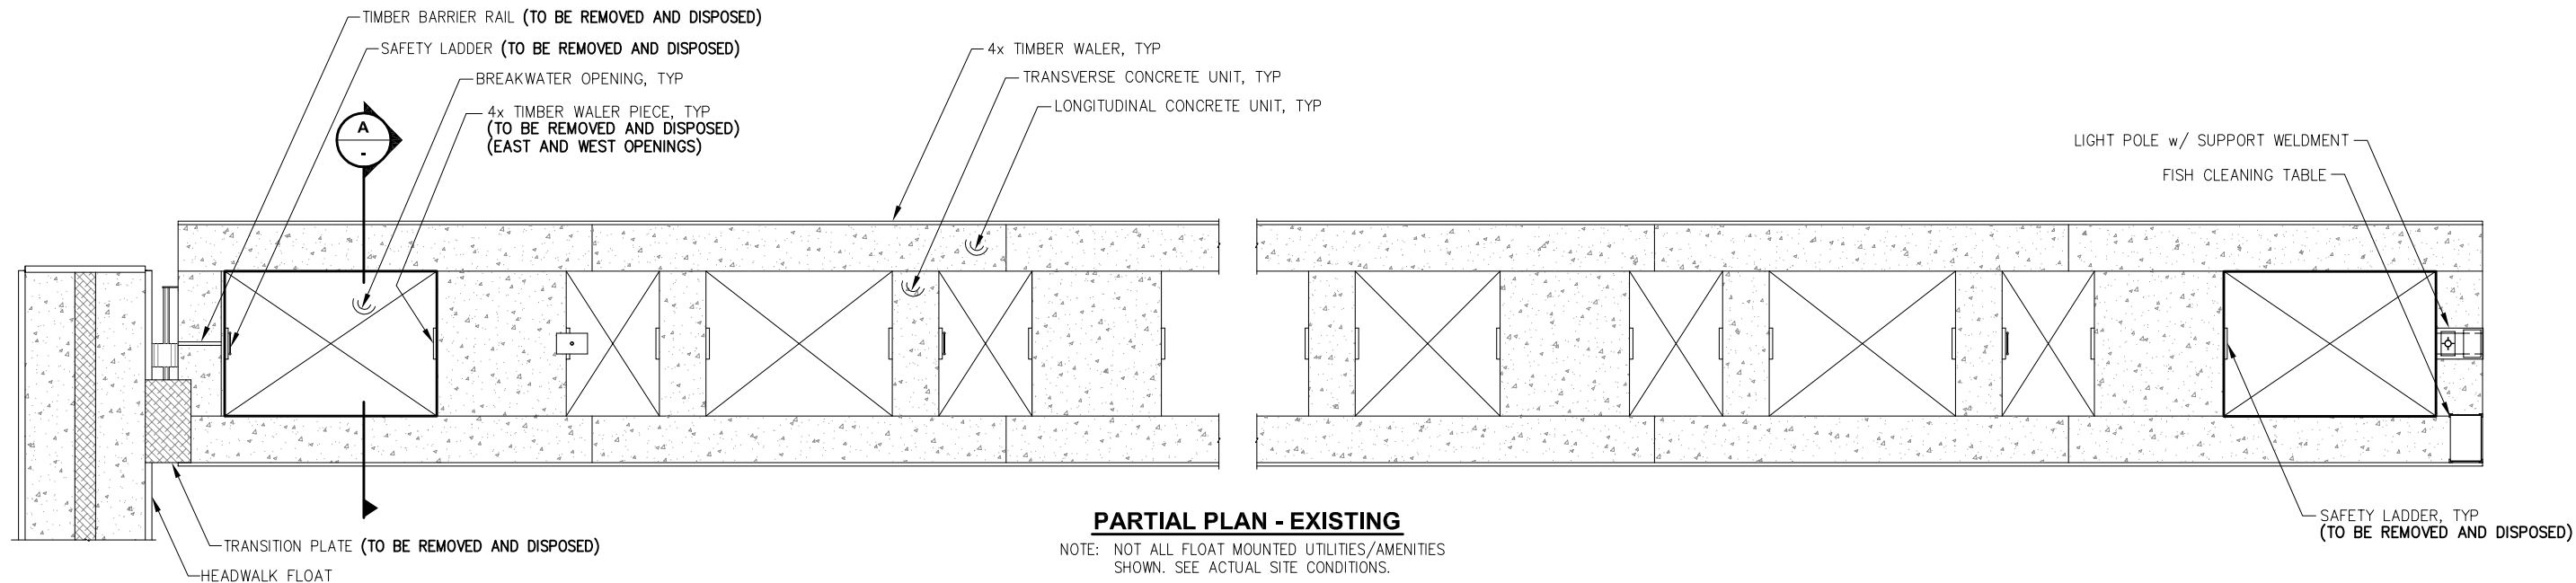 TIMBER BARRIER RAIL (TO BE REMOVED AND DISPOSED)
SAFETY LADDER (TO BE REMOVED AND DISPOSED)
BREAKWATER OPENING, TYP
4x TIMBER WALER PIECE, TYP
(TO BE REMOVED AND DISPOSED)
(EAST AND WEST OPENINGS)
A
-
4x TIMBER WALER, TYP
TRANSVERSE CONCRETE UNIT, TYP
LONGITUDINAL CONCRETE UNIT, TYP
LIGHT POLE w/ SUPPORT WELDMENT
FISH CLEANING TABLE
TRANSITION PLATE (TO BE REMOVED AND DISPOSED)
HEADWALK FLOAT
PARTIAL PLAN - EXISTING
NOTE: NOT ALL FLOAT MOUNTED UTILITIES/AMENITIES
SHOWN. SEE ACTUAL SITE CONDITIONS.
SAFETY LADDER, TYP
(TO BE REMOVED AND DISPOSED)